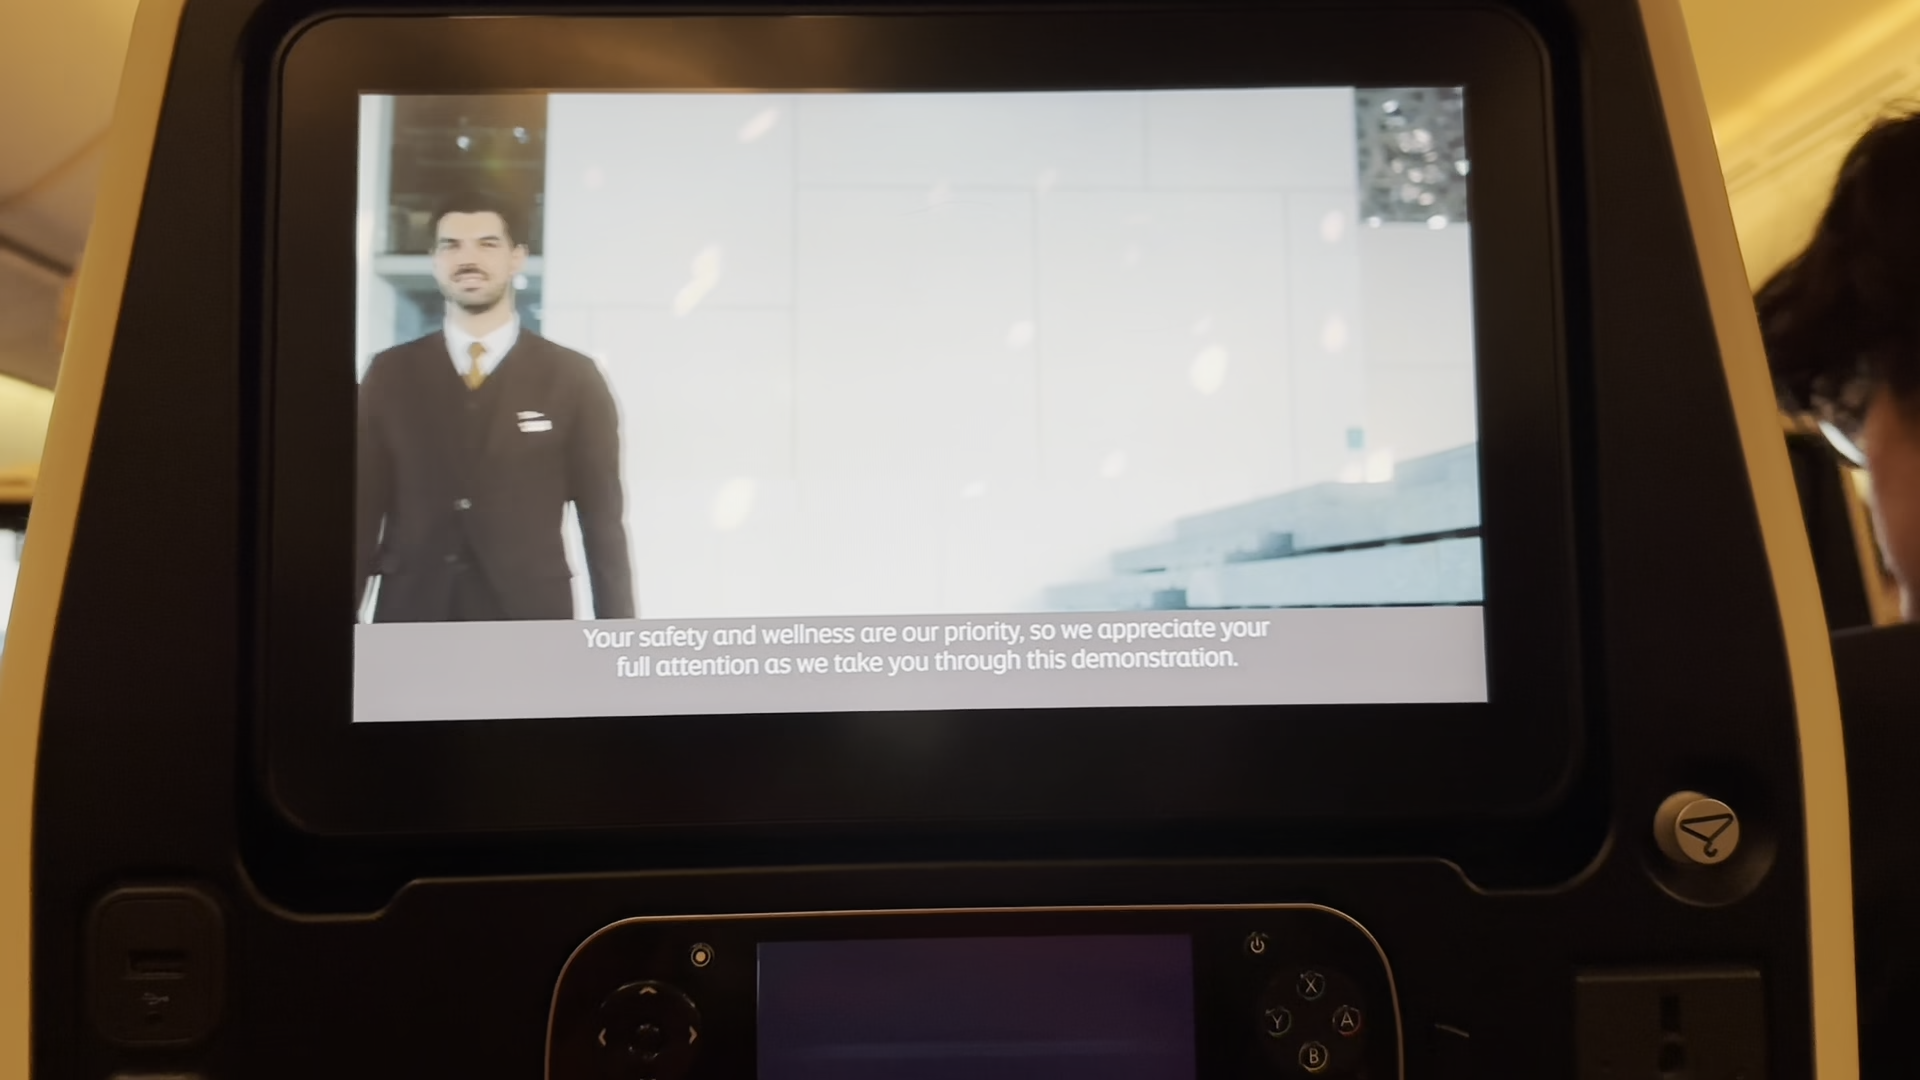 Your safety and wellness are our priority, so we appreciate your
full attention as we take you through this demonstration.
X
Y
A
B